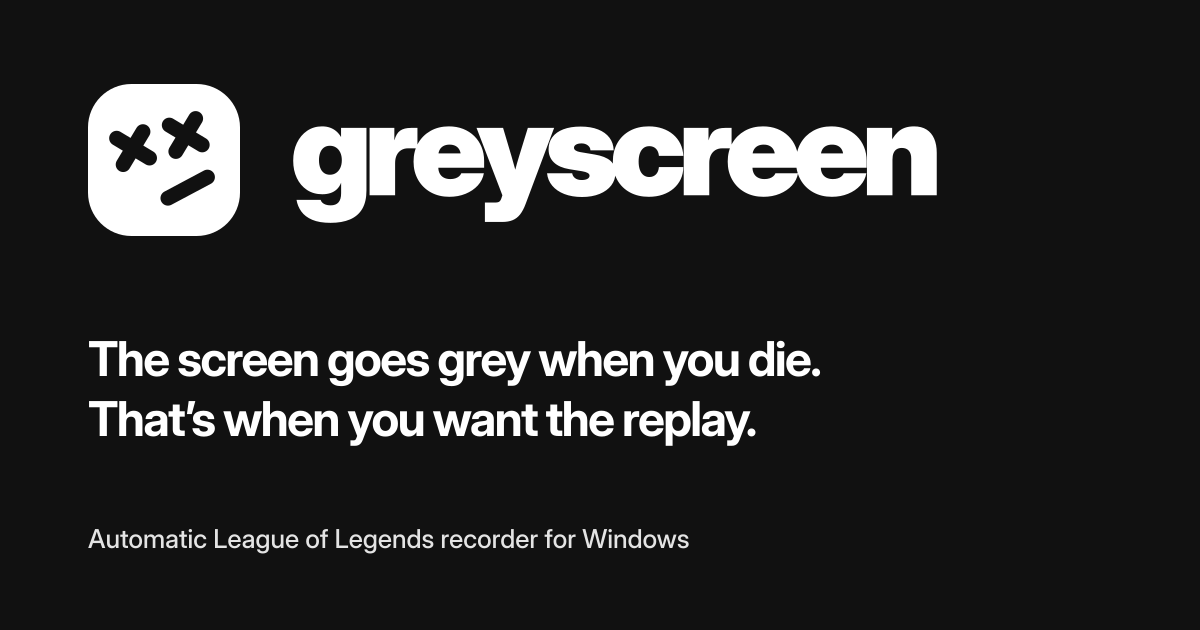 greyscreen
The screen goes grey when you die.
That’s when you want the replay.
Automatic League of Legends recorder for Windows